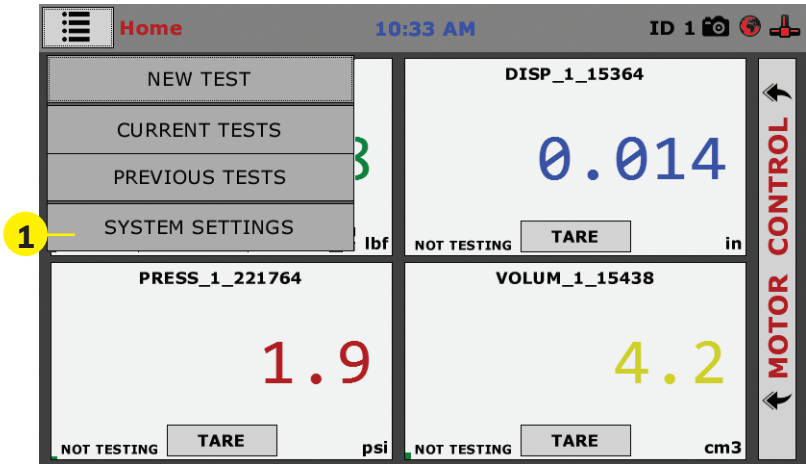 Home 10:33 AM ID 1
NEW TEST
CURRENT TESTS
PREVIOUS TESTS
1 SYSTEM SETTINGS
lbf
DISP_1_15364
0.014
NOT TESTING TARE in
PRESS_1_221764
1.9
NOT TESTING TARE psi
VOLUM_1_15438
4.2
NOT TESTING TARE cm3
MOTOR CONTROL